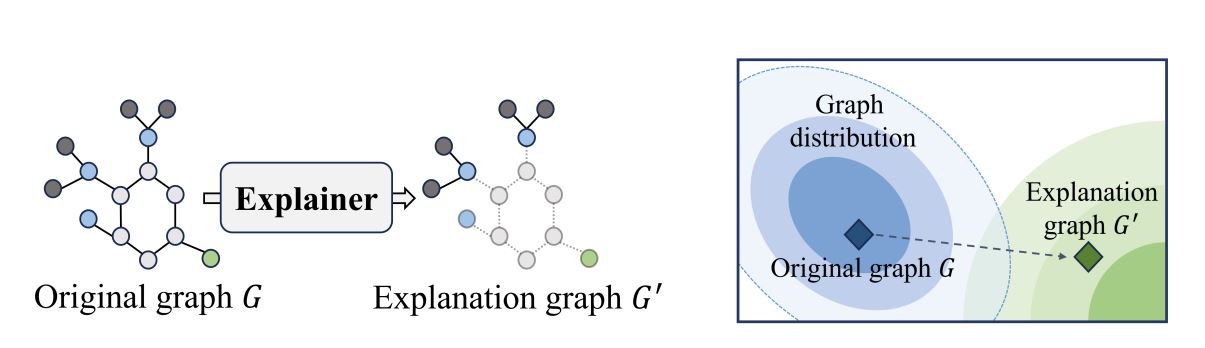 Explainer
Original graph G
Explanation graph G′
Graph
distribution
Original graph G
Explanation
graph G′